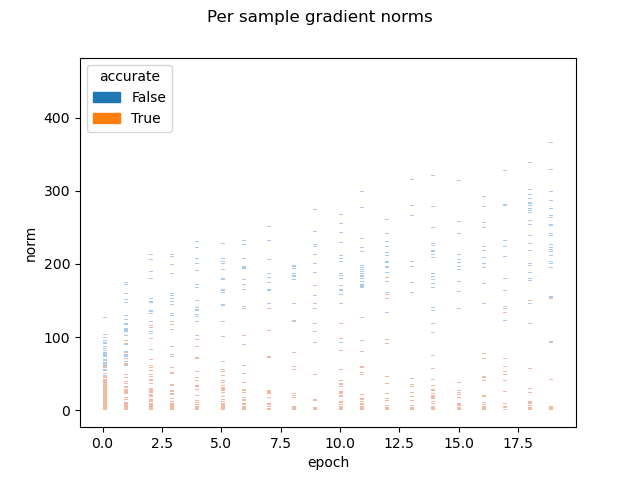 Per sample gradient norms
accurate
False
True
400
300
200
100
0
norm
0.0 2.5 5.0 7.5 10.0 12.5 15.0 17.5
epoch